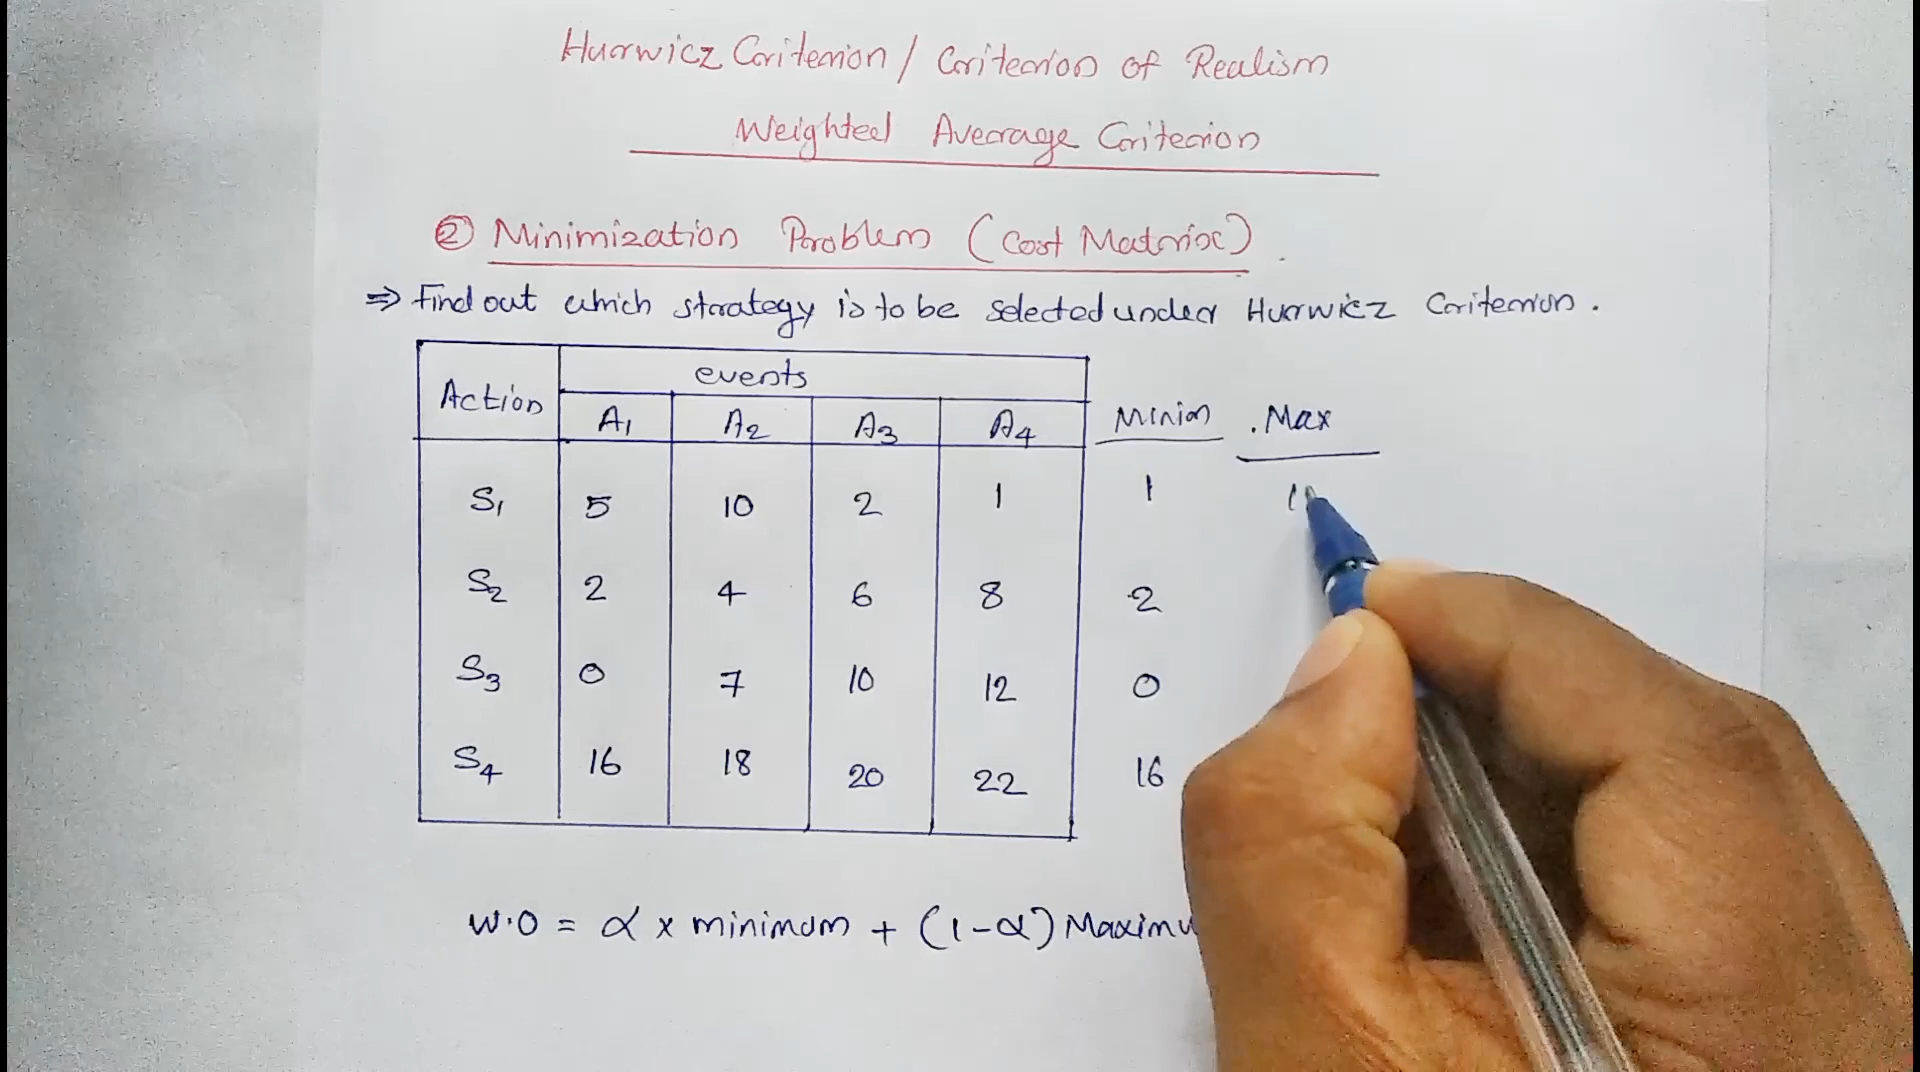 Hurwicz Criterion / Criterion of Realism
Weighted Average Criterion
② Minimization Problem (Cost Matrix).
⇒ Find out which strategy is to be selected under Hurwicz Criterion.
events
Action A1 A2 A3 A4 Minim .Max
S1 5 10 2 1 1
S2 2 4 6 8 2
S3 0 7 10 12 0
S4 16 18 20 22 16
W.O = α x minimum + (1-α) Maximu